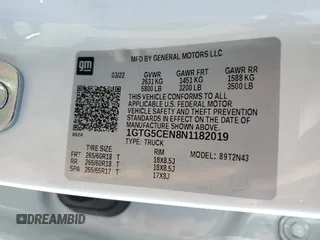 gm
MFD BY GENERAL MOTORS LLC
03/22 GVWR GAWR FRT GAWR RR
2631 KG 1451 KG 1588 KG
5800 LB 3200 LB 3500 LB
THIS VEHICLE CONFORMS TO ALL APPLICABLE U.S. FEDERAL MOTOR
VEHICLE SAFETY AND THEFT PREVENTION STANDARDS
IN EFFECT ON THE DATE OF MANUFACTURE SHOWN ABOVE.
1GTG5CEN8N1182019
TYPE: TRUCK
MODEL: 89T2N43
TIRE SIZE RIM
FRT 265/60R18 T 18X8.5J
RR 265/60R18 T 18X8.5J
SPA 255/65R17 T 17X8J
DREAMBID